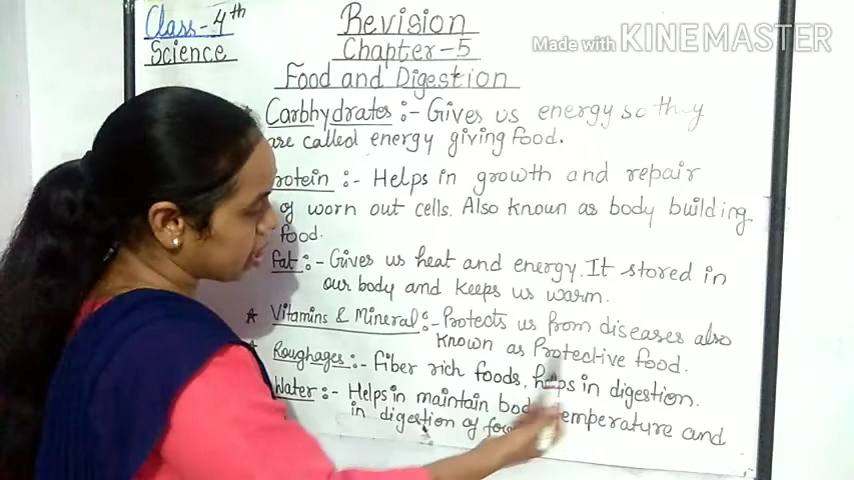 Class - 4th
Science
Revision
Chapter - 5
Food and Digestion
Made with KINEMASTER
Carbhydrates :- Gives us energy so they
are called energy giving food.
rotein :- Helps in growth and repair
of worn out cells. Also known as body building
food.
Fat :- Gives us heat and energy. It stored in
our body and keeps us warm.
* Vitamins & Mineral :- Protects us from diseases also
known as Protective food.
* Roughages :- Fiber rich foods, helps in digestion.
Water :- Helps in maintain body temperature and
in digestion of